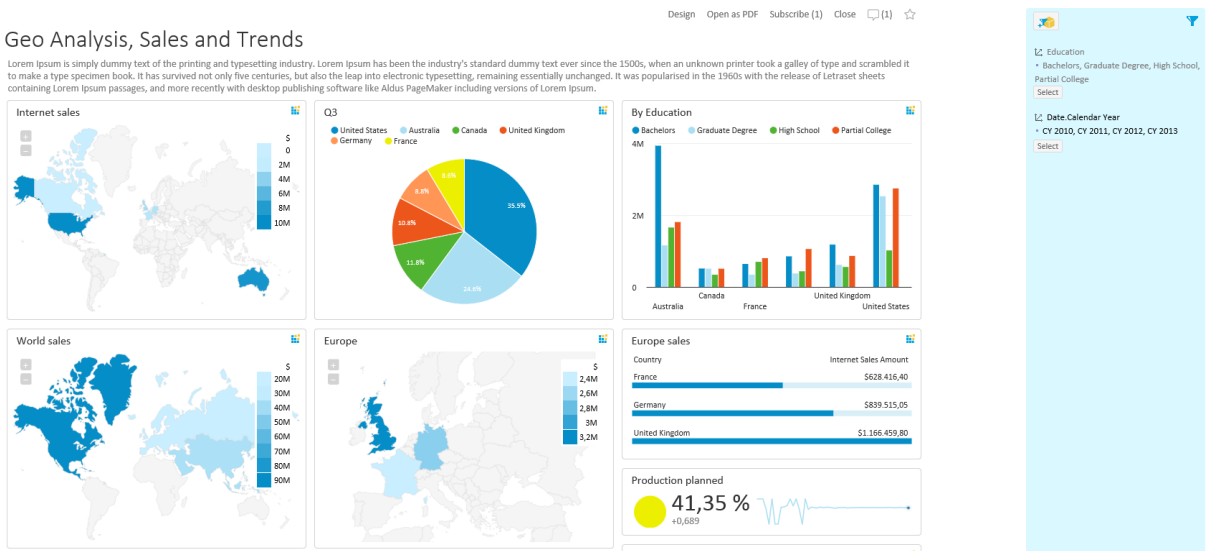 Design Open as PDF Subscribe (1) Close (1)
Geo Analysis, Sales and Trends
Lorem Ipsum is simply dummy text of the printing and typesetting industry. Lorem Ipsum has been the industry's standard dummy text ever since the 1500s, when an unknown printer took a galley of type and scrambled it
to make a type specimen book. It has survived not only five centuries, but also the leap into electronic typesetting, remaining essentially unchanged. It was popularised in the 1960s with the release of Letraset sheets
containing Lorem Ipsum passages, and more recently with desktop publishing software like Aldus PageMaker including versions of Lorem Ipsum.
Internet sales
+
-
$
0
2M
4M
6M
8M
10M
Q3
United States Australia Canada United Kingdom
Germany France
35.5%
24.6%
11.8%
10.8%
8.8%
8.6%
By Education
Bachelors Graduate Degree High School Partial College
4M
2M
0
Canada United Kingdom
Australia France United States
World sales
+
-
$
20M
30M
40M
50M
60M
70M
80M
90M
Europe
+
-
$
2,4M
2,6M
2,8M
3M
3,2M
Europe sales
Country Internet Sales Amount
France $628.416,40
Germany $839.515,05
United Kingdom $1.166.459,80
Production planned
41,35 %
+0,689
Education
• Bachelors, Graduate Degree, High School,
Partial College
Select
Date.Calendar Year
• CY 2010, CY 2011, CY 2012, CY 2013
Select